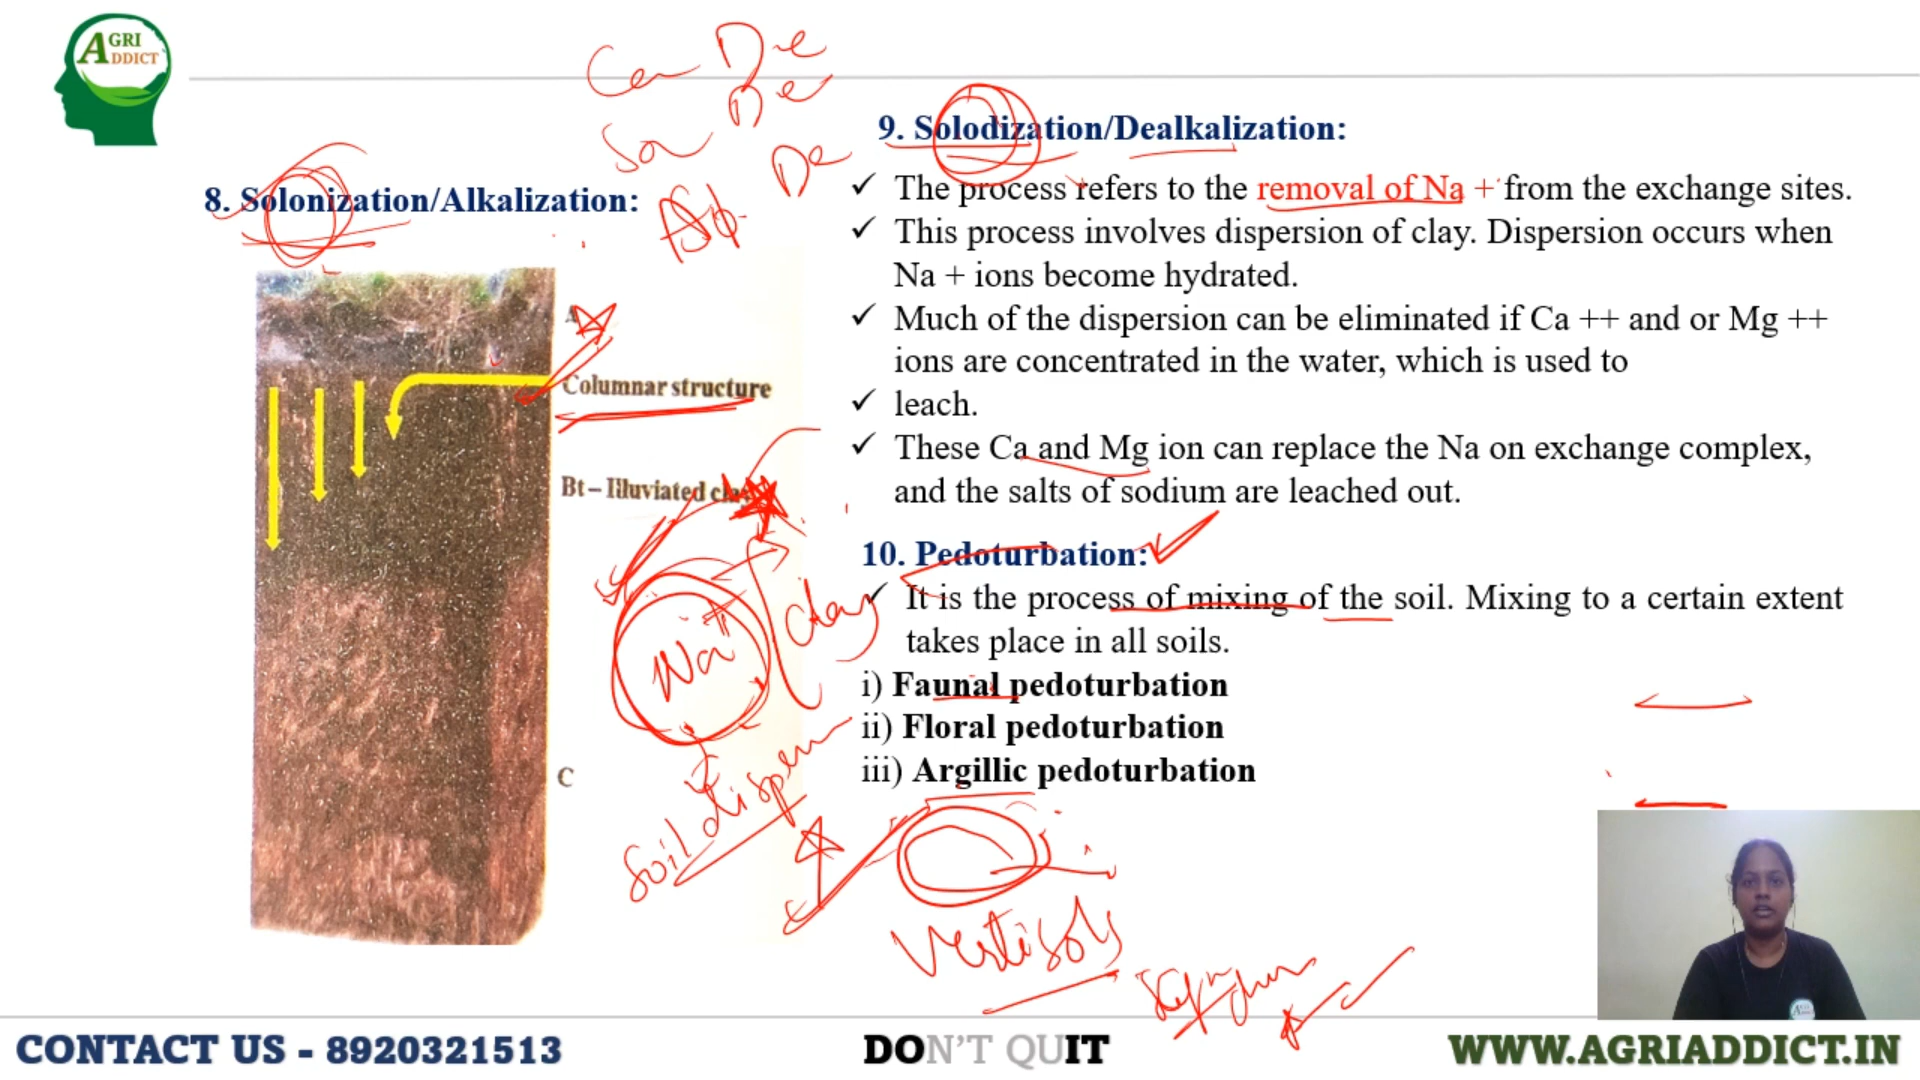 AGRI
ADDICT
8. Solonization/Alkalization:
A
Columnar structure
Bt – Illuviated clay
C
Na+
clay
Soil dispersn
De
De
De
9. Solodization/Dealkalization:
✓ The process refers to the removal of Na + from the exchange sites.
✓ This process involves dispersion of clay. Dispersion occurs when
Na + ions become hydrated.
✓ Much of the dispersion can be eliminated if Ca ++ and or Mg ++
ions are concentrated in the water, which is used to
✓ leach.
✓ These Ca and Mg ion can replace the Na on exchange complex,
and the salts of sodium are leached out.
10. Pedoturbation:
✓ It is the process of mixing of the soil. Mixing to a certain extent
takes place in all soils.
i) Faunal pedoturbation
ii) Floral pedoturbation
iii) Argillic pedoturbation
Vertisols
CONTACT US - 8920321513
DON'T QUIT
WWW.AGRIADDICT.IN